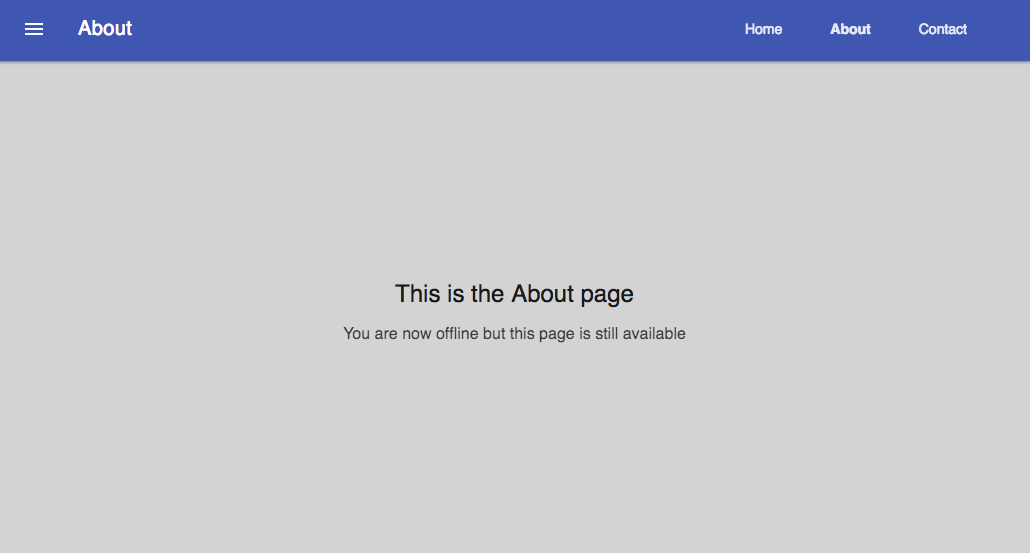 About
Home
About
Contact
This is the About page
You are now offline but this page is still available